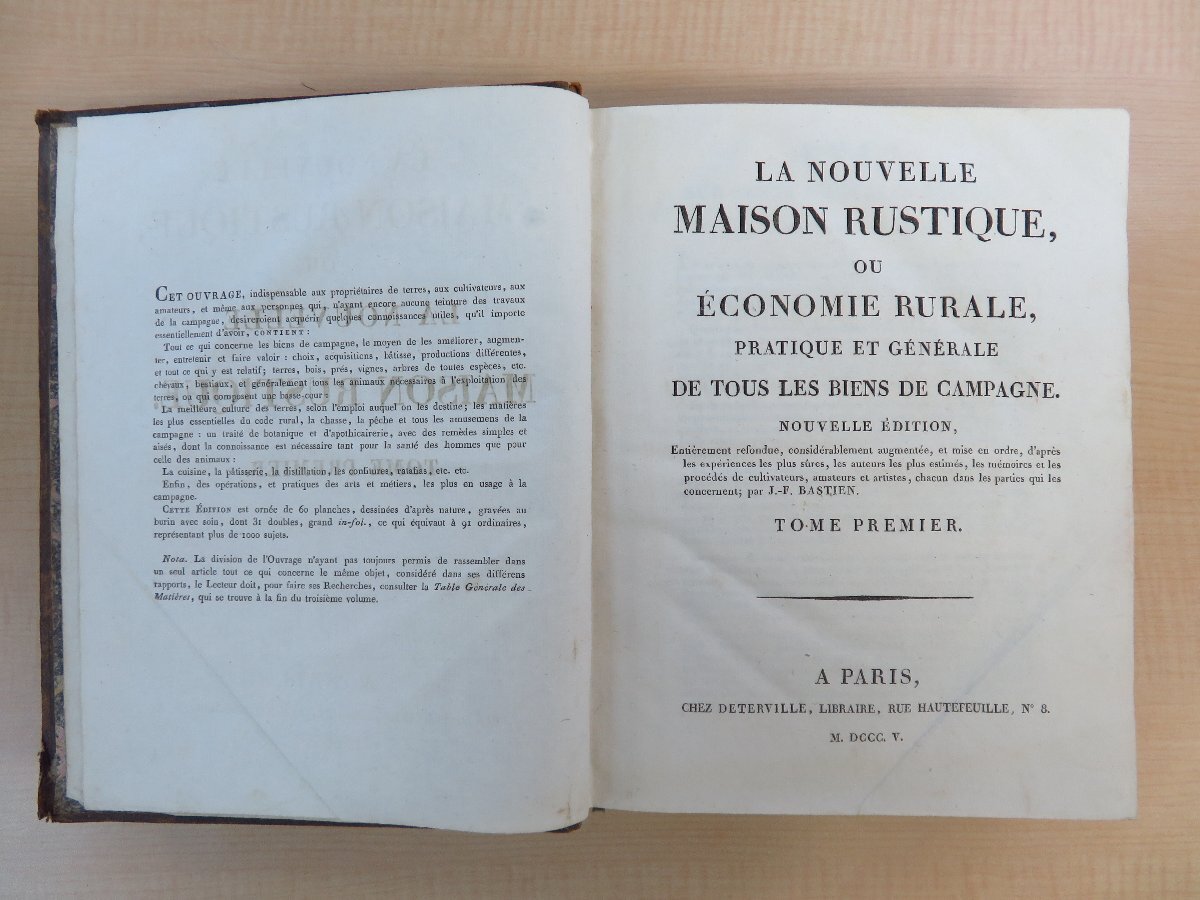 CET OUVRAGE, indispensable aux propriétaires de terres, aux cultivateurs, aux
amateurs, et même aux personnes qui, n'ayant encore aucune teinture des travaux
de la campagne, desireroient acquérir quelques connoissances utiles, qu'il importe
essentiellement d'avoir, CONTIENT :
Tout ce qui concerne les biens de campagne, le moyen de les améliorer, augmen-
ter, entretenir et faire valoir : choix, acquisitions, bâtisse, productions différentes,
et tout ce qui y est relatif; terres, bois, prés, vignes, arbres de toutes espèces, etc.
chevaux, bestiaux, et généralement tous les animaux nécessaires à l'exploitation des
terres, ou qui composent une basse-cour :
La meilleure culture des terres, selon l'emploi auquel on les destine; les matières
les plus essentielles du code rural, la chasse, la pêche et tous les amusemens de la
campagne : un traité de botanique et d'apothicairerie, avec des remèdes simples et
aisés, dont la connoissance est nécessaire tant pour la santé des hommes que pour
celle des animaux :
La cuisine, la pâtisserie, la distillation, les confitures, ratafias, etc. etc.
Enfin, des opérations, et pratiques des arts et métiers, les plus en usage à la
campagne.
CETTE ÉDITION est ornée de 60 planches, dessinées d'après nature, gravées au
burin avec soin, dont 31 doubles, grand in-fol., ce qui équivaut à 91 ordinaires,
représentant plus de 1000 sujets.
Nota. La division de l'Ouvrage n'ayant pas toujours permis de rassembler dans
un seul article tout ce qui concerne le même objet, considéré dans ses différens
rapports, le Lecteur doit, pour faire ses Recherches, consulter la Table Générale des
Matières, qui se trouve à la fin du troisième volume.
LA NOUVELLE
MAISON RUSTIQUE,
OU
ÉCONOMIE RURALE,
PRATIQUE ET GÉNÉRALE
DE TOUS LES BIENS DE CAMPAGNE.
NOUVELLE ÉDITION,
Entièrement refondue, considérablement augmentée, et mise en ordre, d'après
les expériences les plus sûres, les auteurs les plus estimés, les mémoires et les
procédés de cultivateurs, amateurs et artistes, chacun dans les parties qui les
concernent; par J.-F. BASTIEN.
TOME PREMIER.
A PARIS,
CHEZ DETERVILLE, LIBRAIRE, RUE HAUTEFEUILLE, N° 8.
M. DCCC. V.